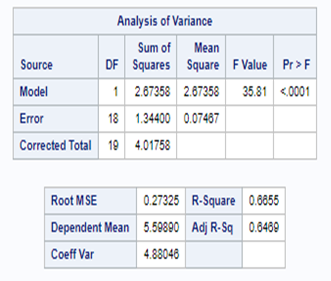 Analysis of Variance
Source DF Sum of Squares Mean Square F Value Pr > F
Model 1 2.67358 2.67358 35.81 <.0001
Error 18 1.34400 0.07467
Corrected Total 19 4.01758
Root MSE 0.27325 R-Square 0.6655
Dependent Mean 5.59890 Adj R-Sq 0.6469
Coeff Var 4.88046